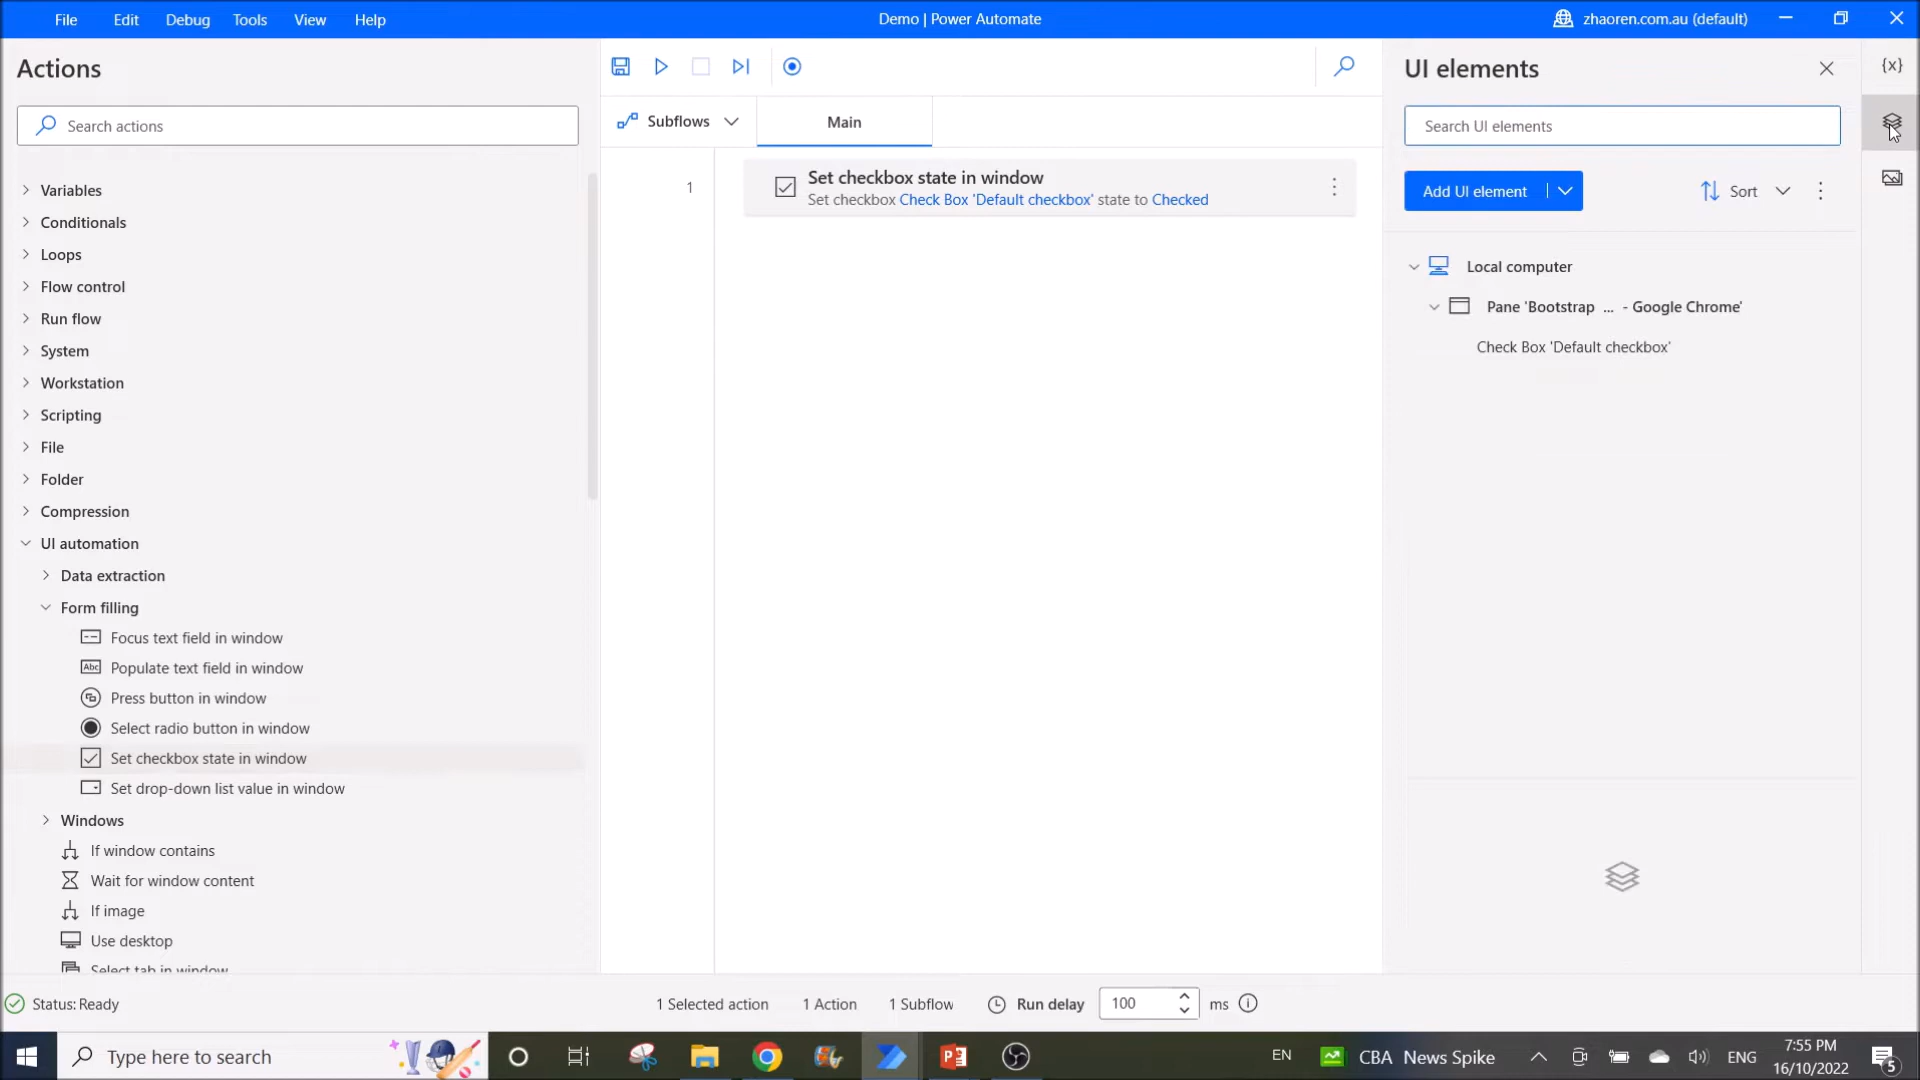 File Edit Debug Tools View Help
Demo | Power Automate
zhaoren.com.au (default)
Actions
Search actions
Variables
Conditionals
Loops
Flow control
Run flow
System
Workstation
Scripting
File
Folder
Compression
UI automation
Data extraction
Form filling
Focus text field in window
Abc Populate text field in window
Press button in window
Select radio button in window
Set checkbox state in window
Set drop-down list value in window
Windows
If window contains
Wait for window content
If image
Use desktop
Select tab in window
Subflows
Main
1
Set checkbox state in window
Set checkbox Check Box 'Default checkbox' state to Checked
UI elements
{x}
Search UI elements
Add UI element
Sort
Local computer
Pane 'Bootstrap ... - Google Chrome'
Check Box 'Default checkbox'
Status: Ready
1 Selected action
1 Action
1 Subflow
Run delay
100
ms
Type here to search
EN
CBA News Spike
ENG
7:55 PM
16/10/2022
5